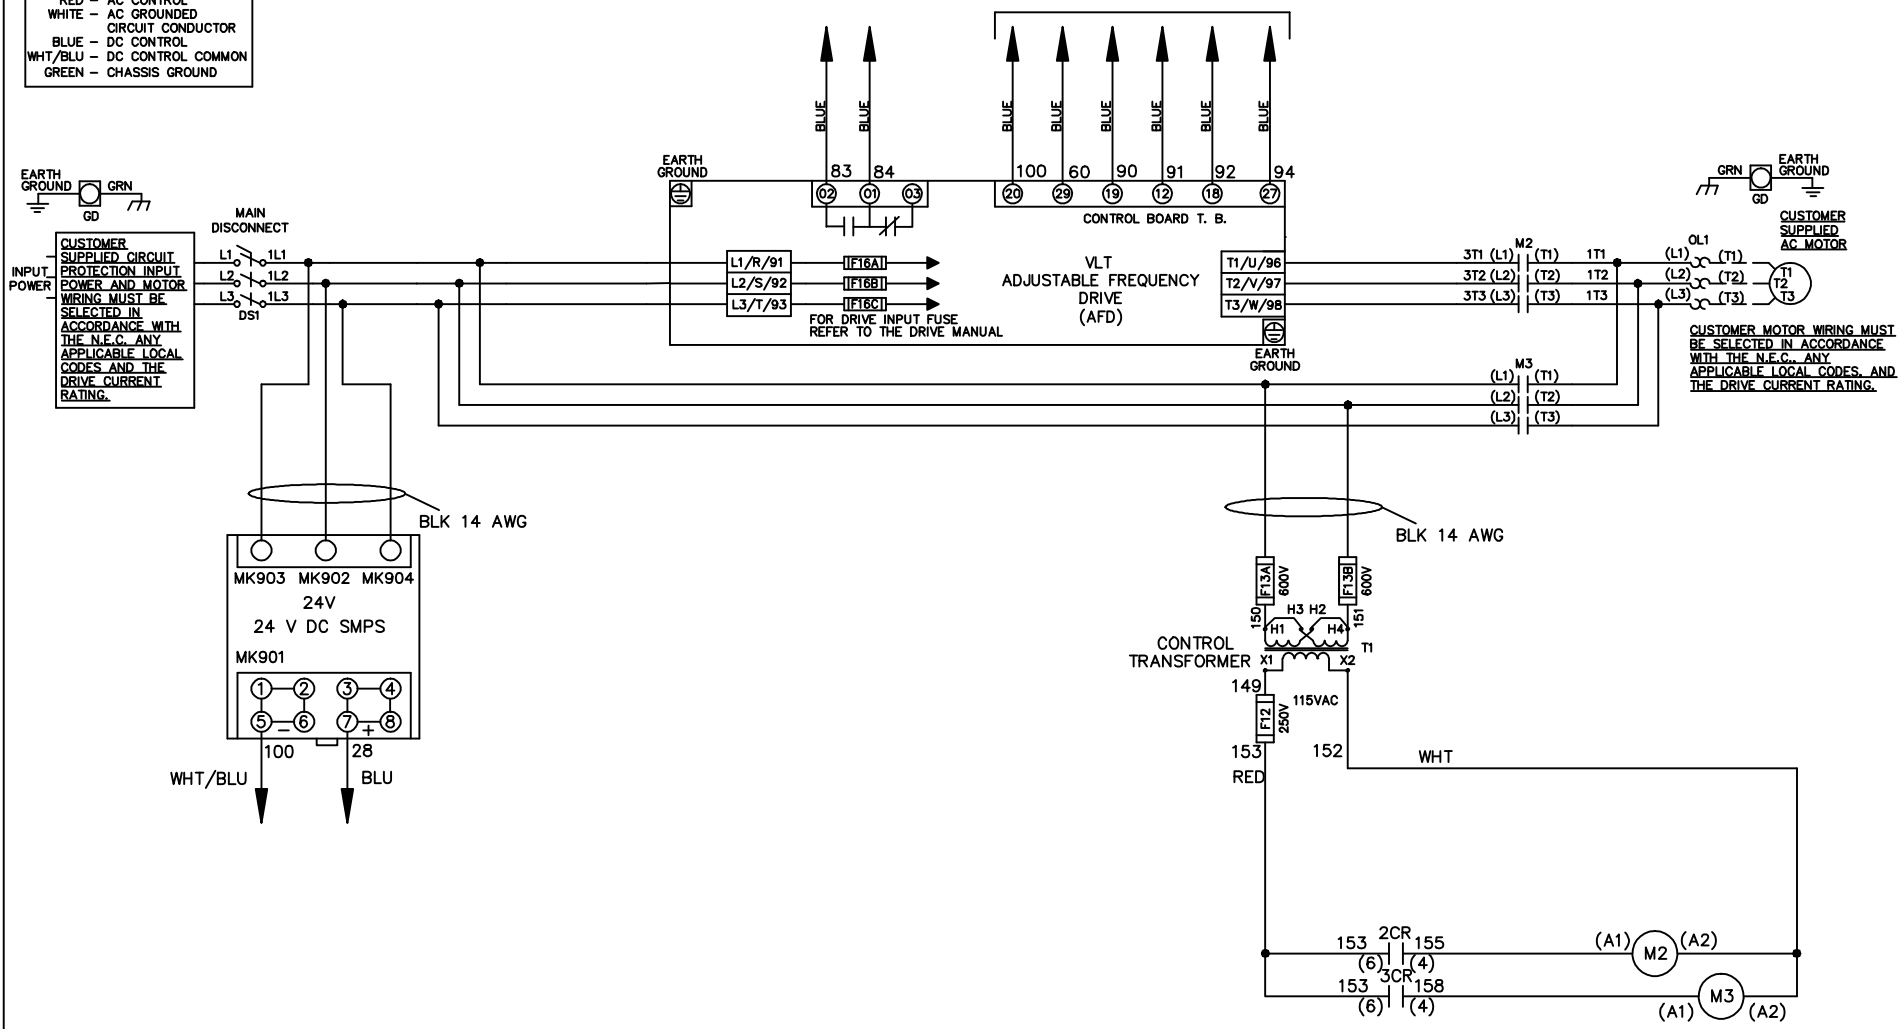 RED – AC CONTROL
WHITE – AC GROUNDED
CIRCUIT CONDUCTOR
BLUE – DC CONTROL
WHT/BLU – DC CONTROL COMMON
GREEN – CHASSIS GROUND
BLUE
BLUE
BLUE
BLUE
BLUE
BLUE
BLUE
BLUE
EARTH
GROUND
GRN
GD
EARTH
GROUND
83
84
02
01
03
100
60
90
91
92
94
20
29
19
12
18
27
CONTROL BOARD T. B.
GRN
EARTH
GROUND
GD
CUSTOMER
SUPPLIED
AC MOTOR
MAIN
DISCONNECT
INPUT
POWER
CUSTOMER
SUPPLIED CIRCUIT
PROTECTION INPUT
POWER AND MOTOR
WIRING MUST BE
SELECTED IN
ACCORDANCE WITH
THE N.E.C. ANY
APPLICABLE LOCAL
CODES AND THE
DRIVE CURRENT
RATING.
L1
1L1
L2
1L2
L3
1L3
DS1
L1/R/91
L2/S/92
L3/T/93
F16A
F16B
F16C
FOR DRIVE INPUT FUSE
REFER TO THE DRIVE MANUAL
VLT
ADJUSTABLE FREQUENCY
DRIVE
(AFD)
T1/U/96
T2/V/97
T3/W/98
EARTH
GROUND
M2
3T1 (L1) (T1) 1T1
3T2 (L2) (T2) 1T2
3T3 (L3) (T3) 1T3
OL1
(L1) (T1)
(L2) (T2)
(L3) (T3)
T1
T2
T3
CUSTOMER MOTOR WIRING MUST
BE SELECTED IN ACCORDANCE
WITH THE N.E.C., ANY
APPLICABLE LOCAL CODES, AND
THE DRIVE CURRENT RATING.
M3
(L1) (T1)
(L2) (T2)
(L3) (T3)
BLK 14 AWG
MK903 MK902 MK904
24V
24 V DC SMPS
MK901
1 2 3 4
5 6 7 8
– +
100
28
WHT/BLU
BLU
BLK 14 AWG
F13A
600V
F13B
600V
150
151
H3 H2
H1
H4
T1
CONTROL
TRANSFORMER
X1
X2
149
115VAC
F12
250V
153
152
RED
WHT
2CR
153 155
(6) (4)
(A1) M2 (A2)
3CR
153 158
(6) (4)
(A1) M3 (A2)